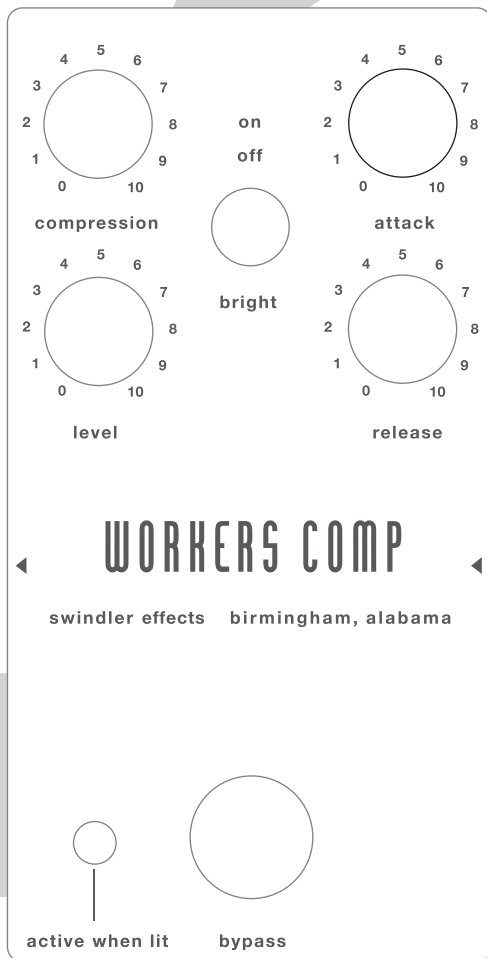 5 5
4 6 4 6
3 7 3 7
on
2 8 2 8
off
1 9 1 9
0 10 0 10
compression attack
5 5
4 6 4 6
3 7 3 7
bright
2 8 2 8
1 9 1 9
0 10 0 10
level release
WORKERS COMP
swindler effects birmingham, alabama
active when lit bypass